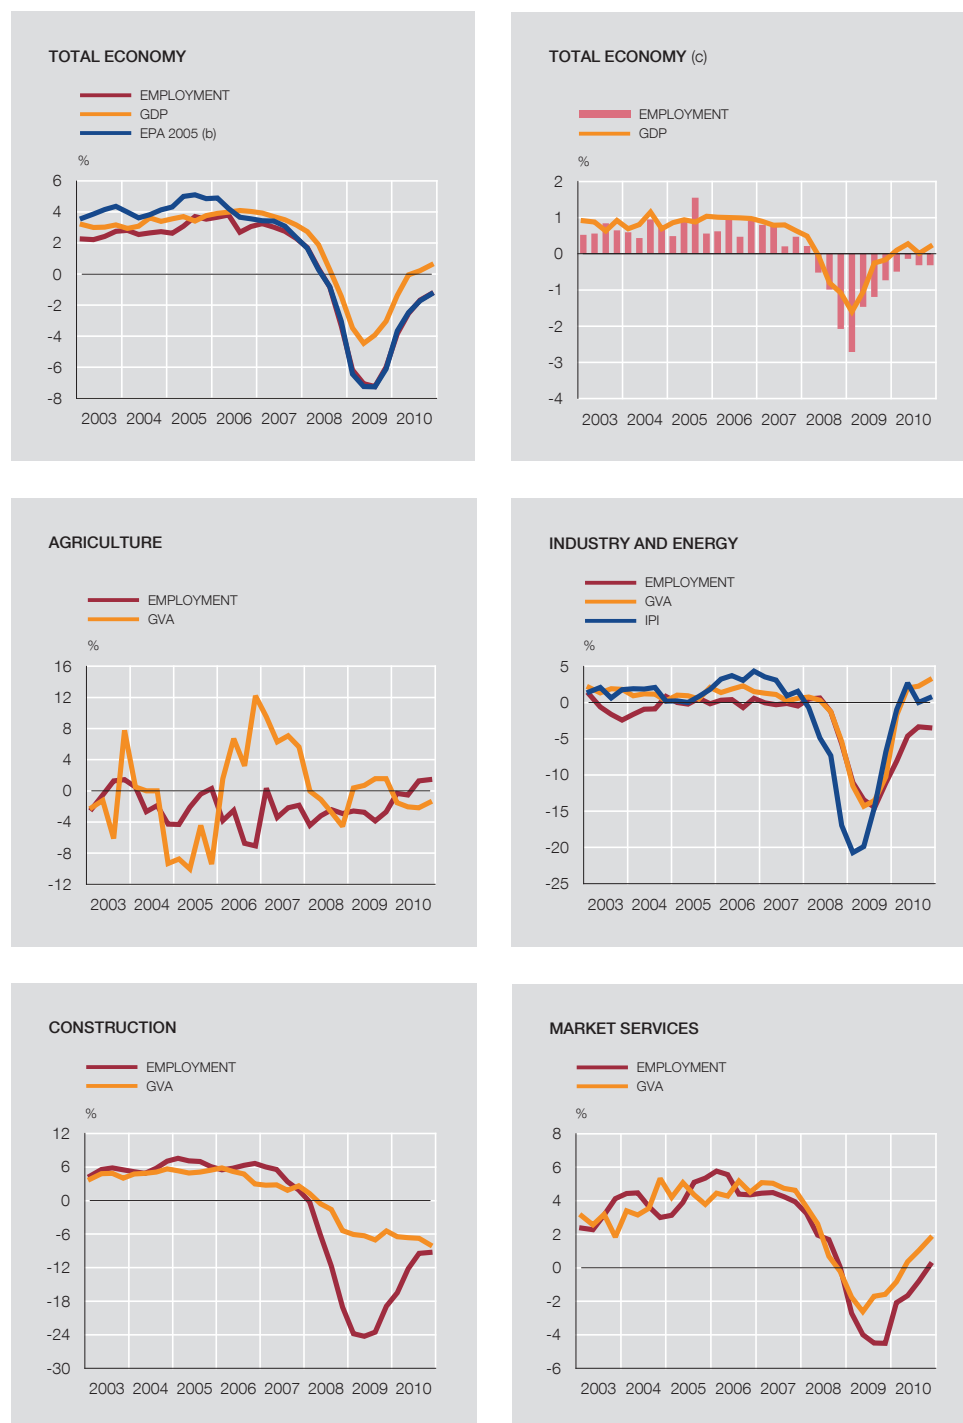 TOTAL ECONOMY
EMPLOYMENT
GDP
EPA 2005 (b)
%
6
4
2
0
-2
-4
-6
-8
2003 2004 2005 2006 2007 2008 2009 2010
TOTAL ECONOMY (c)
EMPLOYMENT
GDP
%
2
1
0
-1
-2
-3
-4
2003 2004 2005 2006 2007 2008 2009 2010
AGRICULTURE
EMPLOYMENT
GVA
%
16
12
8
4
0
-4
-8
-12
2003 2004 2005 2006 2007 2008 2009 2010
INDUSTRY AND ENERGY
EMPLOYMENT
GVA
IPI
%
5
0
-5
-10
-15
-20
-25
2003 2004 2005 2006 2007 2008 2009 2010
CONSTRUCTION
EMPLOYMENT
GVA
%
12
6
0
-6
-12
-18
-24
-30
2003 2004 2005 2006 2007 2008 2009 2010
MARKET SERVICES
EMPLOYMENT
GVA
%
8
6
4
2
0
-2
-4
-6
2003 2004 2005 2006 2007 2008 2009 2010